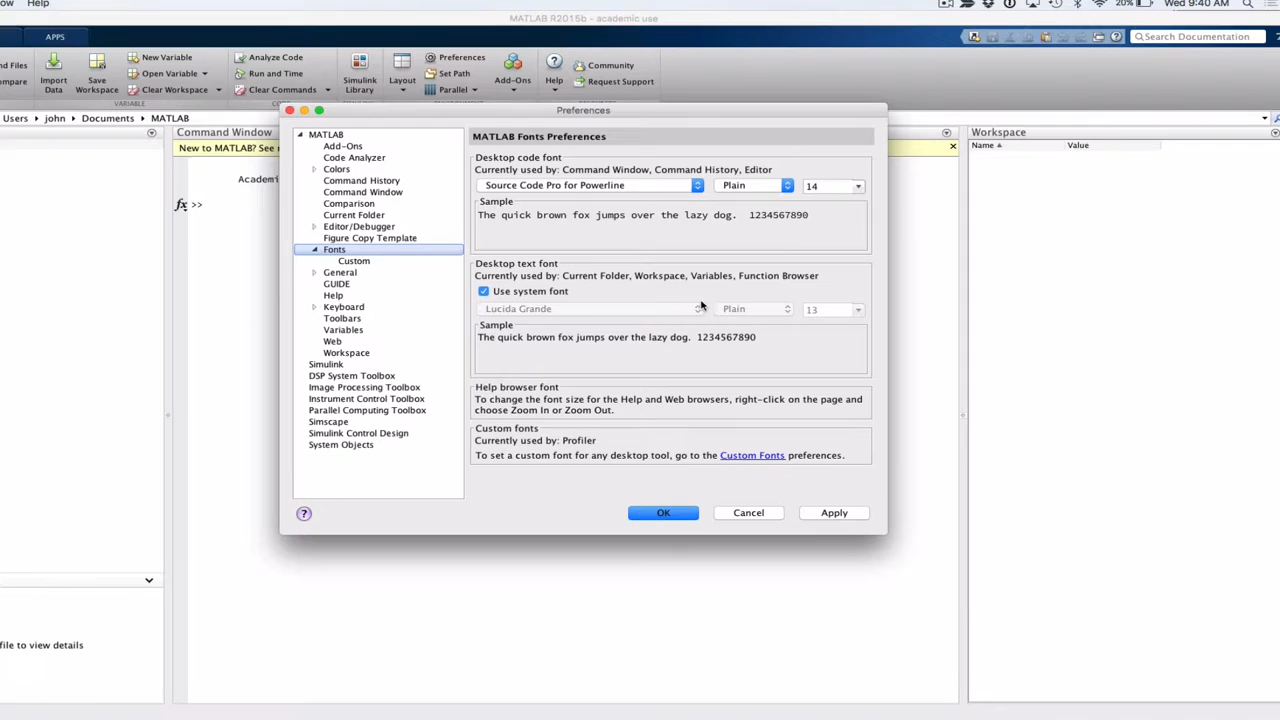 ow Help
20% Wed 9:40 AM
MATLAB R2015b - academic use
APPS
Search Documentation
nd Files
ompare
Import Data
Save Workspace
New Variable
Open Variable
Clear Workspace
VARIABLE
Analyze Code
Run and Time
Clear Commands
Simulink Library
Layout
Preferences
Set Path
Parallel
Add-Ons
Help
Community
Request Support
Users john Documents MATLAB
Command Window
New to MATLAB? See
Academi
fx >>
Workspace
Name Value
Preferences
MATLAB
Add-Ons
Code Analyzer
Colors
Command History
Command Window
Comparison
Current Folder
Editor/Debugger
Figure Copy Template
Fonts
Custom
General
GUIDE
Help
Keyboard
Toolbars
Variables
Web
Workspace
Simulink
DSP System Toolbox
Image Processing Toolbox
Instrument Control Toolbox
Parallel Computing Toolbox
Simscape
Simulink Control Design
System Objects
MATLAB Fonts Preferences
Desktop code font
Currently used by: Command Window, Command History, Editor
Source Code Pro for Powerline Plain 14
Sample
The quick brown fox jumps over the lazy dog. 1234567890
Desktop text font
Currently used by: Current Folder, Workspace, Variables, Function Browser
Use system font
Lucida Grande Plain 13
Sample
The quick brown fox jumps over the lazy dog. 1234567890
Help browser font
To change the font size for the Help and Web browsers, right-click on the page and
choose Zoom In or Zoom Out.
Custom fonts
Currently used by: Profiler
To set a custom font for any desktop tool, go to the Custom Fonts preferences.
? OK Cancel Apply
file to view details